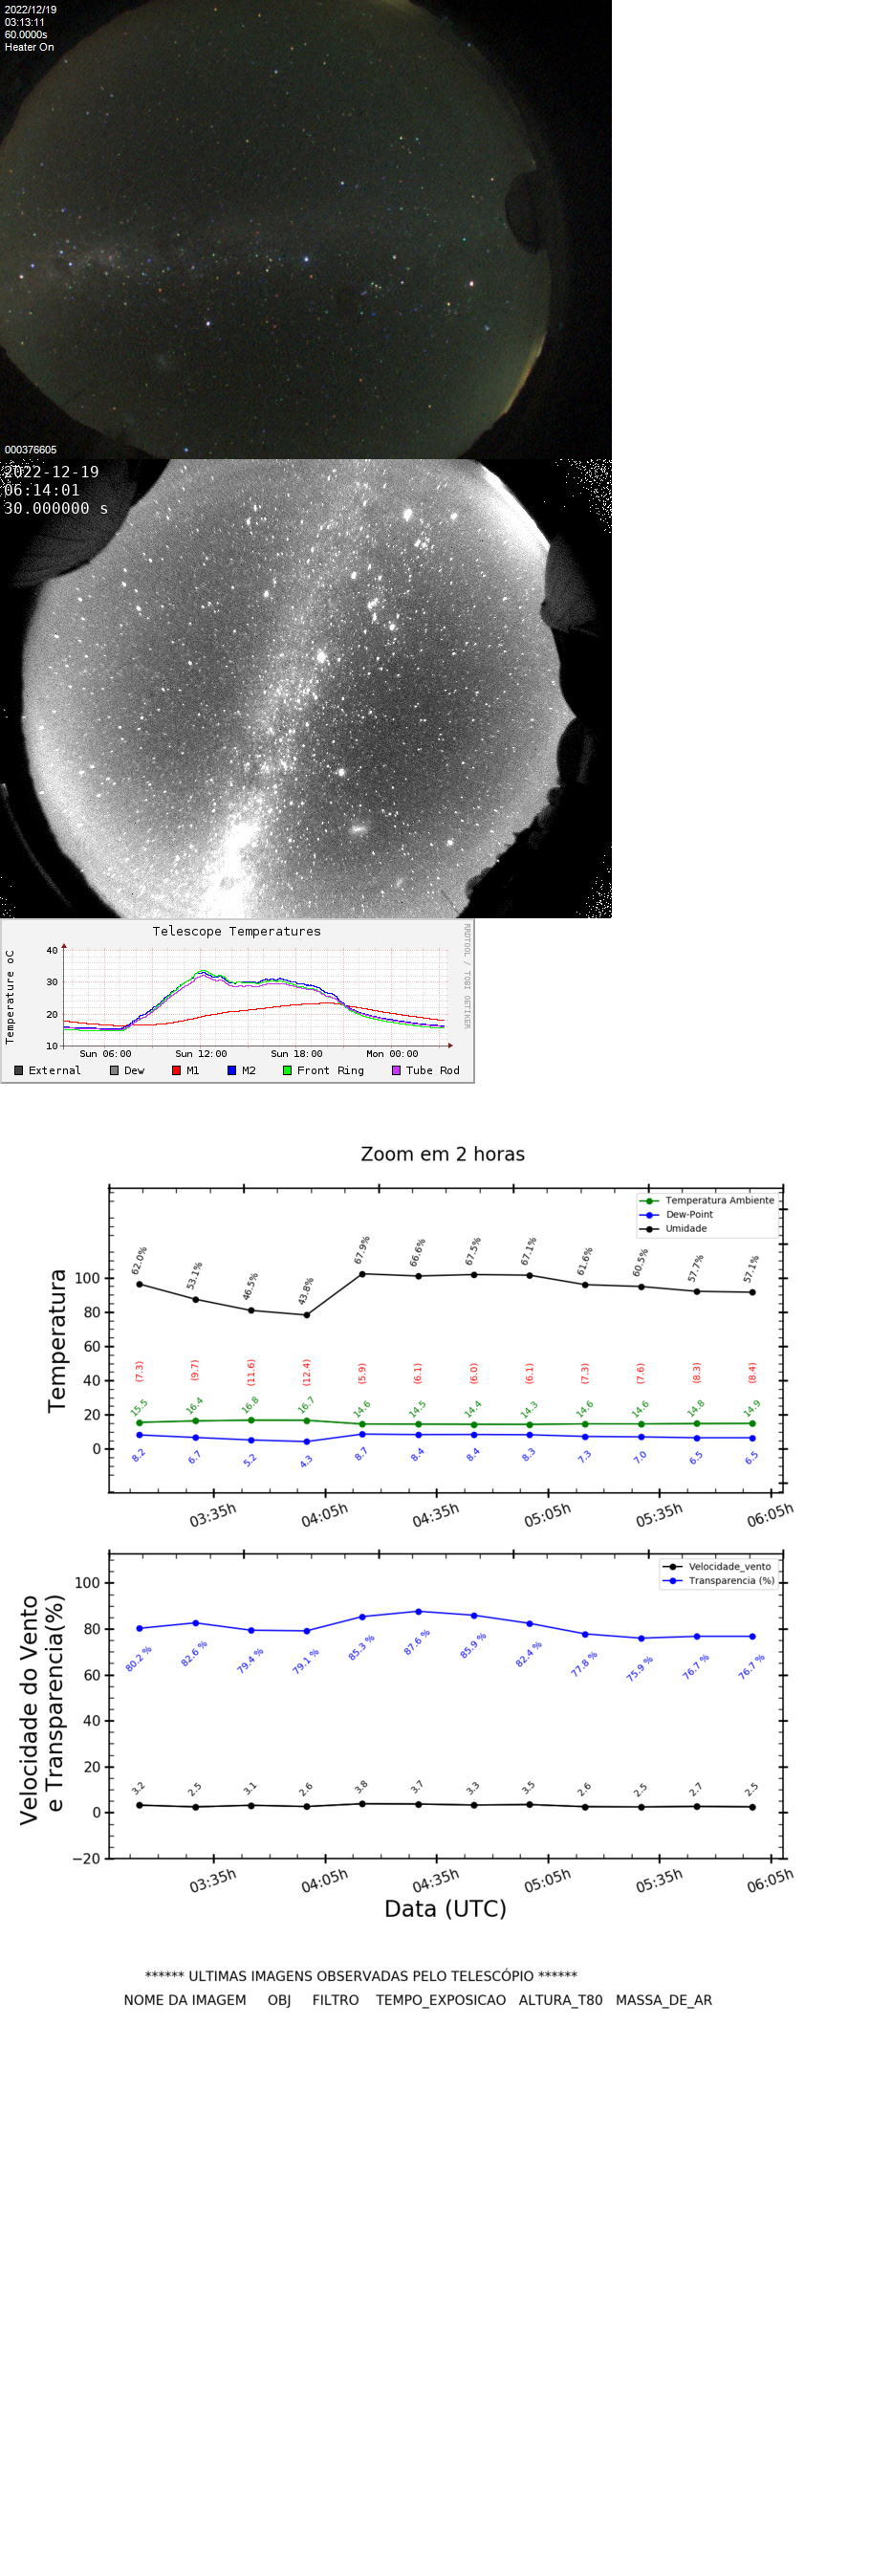 2022/12/19
03:13:11
60.0000s
Heater On
000376605
2022-12-19
06:14:01
30.000000 s
Telescope Temperatures
RRDTOOL / TOBI OETIKER
Temperature oC
40
30
20
10
Sun 06:00 Sun 12:00 Sun 18:00 Mon 00:00
External Dew M1 M2 Front Ring Tube Rod
Zoom em 2 horas
Temperatura Ambiente
Dew-Point
Umidade
Temperatura
100
80
60
40
20
0
62.0% 53.1% 46.5% 43.8% 67.9% 66.6% 67.5% 67.1% 61.6% 60.5% 57.7% 57.1%
(7.3) (9.7) (11.6) (12.4) (5.9) (6.1) (6.0) (6.1) (7.3) (7.6) (8.3) (8.4)
15.5 16.4 16.8 16.7 14.6 14.5 14.4 14.3 14.6 14.6 14.8 14.9
8.2 6.7 5.2 4.3 8.7 8.4 8.4 8.3 7.3 7.0 6.5 6.5
03:35h 04:05h 04:35h 05:05h 05:35h 06:05h
Velocidade_vento
Transparencia (%)
Velocidade do Vento
e Transparencia(%)
100
80
60
40
20
0
−20
80.2 % 82.6 % 79.4 % 79.1 % 85.3 % 87.6 % 85.9 % 82.4 % 77.8 % 75.9 % 76.7 % 76.7 %
3.2 2.5 3.1 2.6 3.8 3.7 3.3 3.5 2.6 2.5 2.7 2.5
03:35h 04:05h 04:35h 05:05h 05:35h 06:05h
Data (UTC)
****** ULTIMAS IMAGENS OBSERVADAS PELO TELESCÓPIO ******
NOME DA IMAGEM OBJ FILTRO TEMPO_EXPOSICAO ALTURA_T80 MASSA_DE_AR